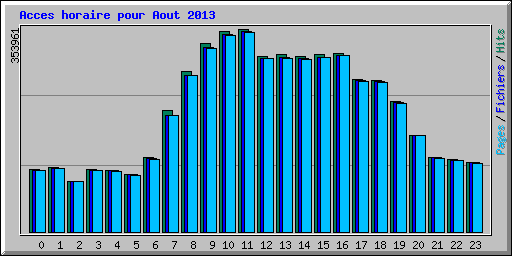 Acces horaire pour Aout 2013
353961
Pages / Fichiers / Hits
0 1 2 3 4 5 6 7 8 9 10 11 12 13 14 15 16 17 18 19 20 21 22 23